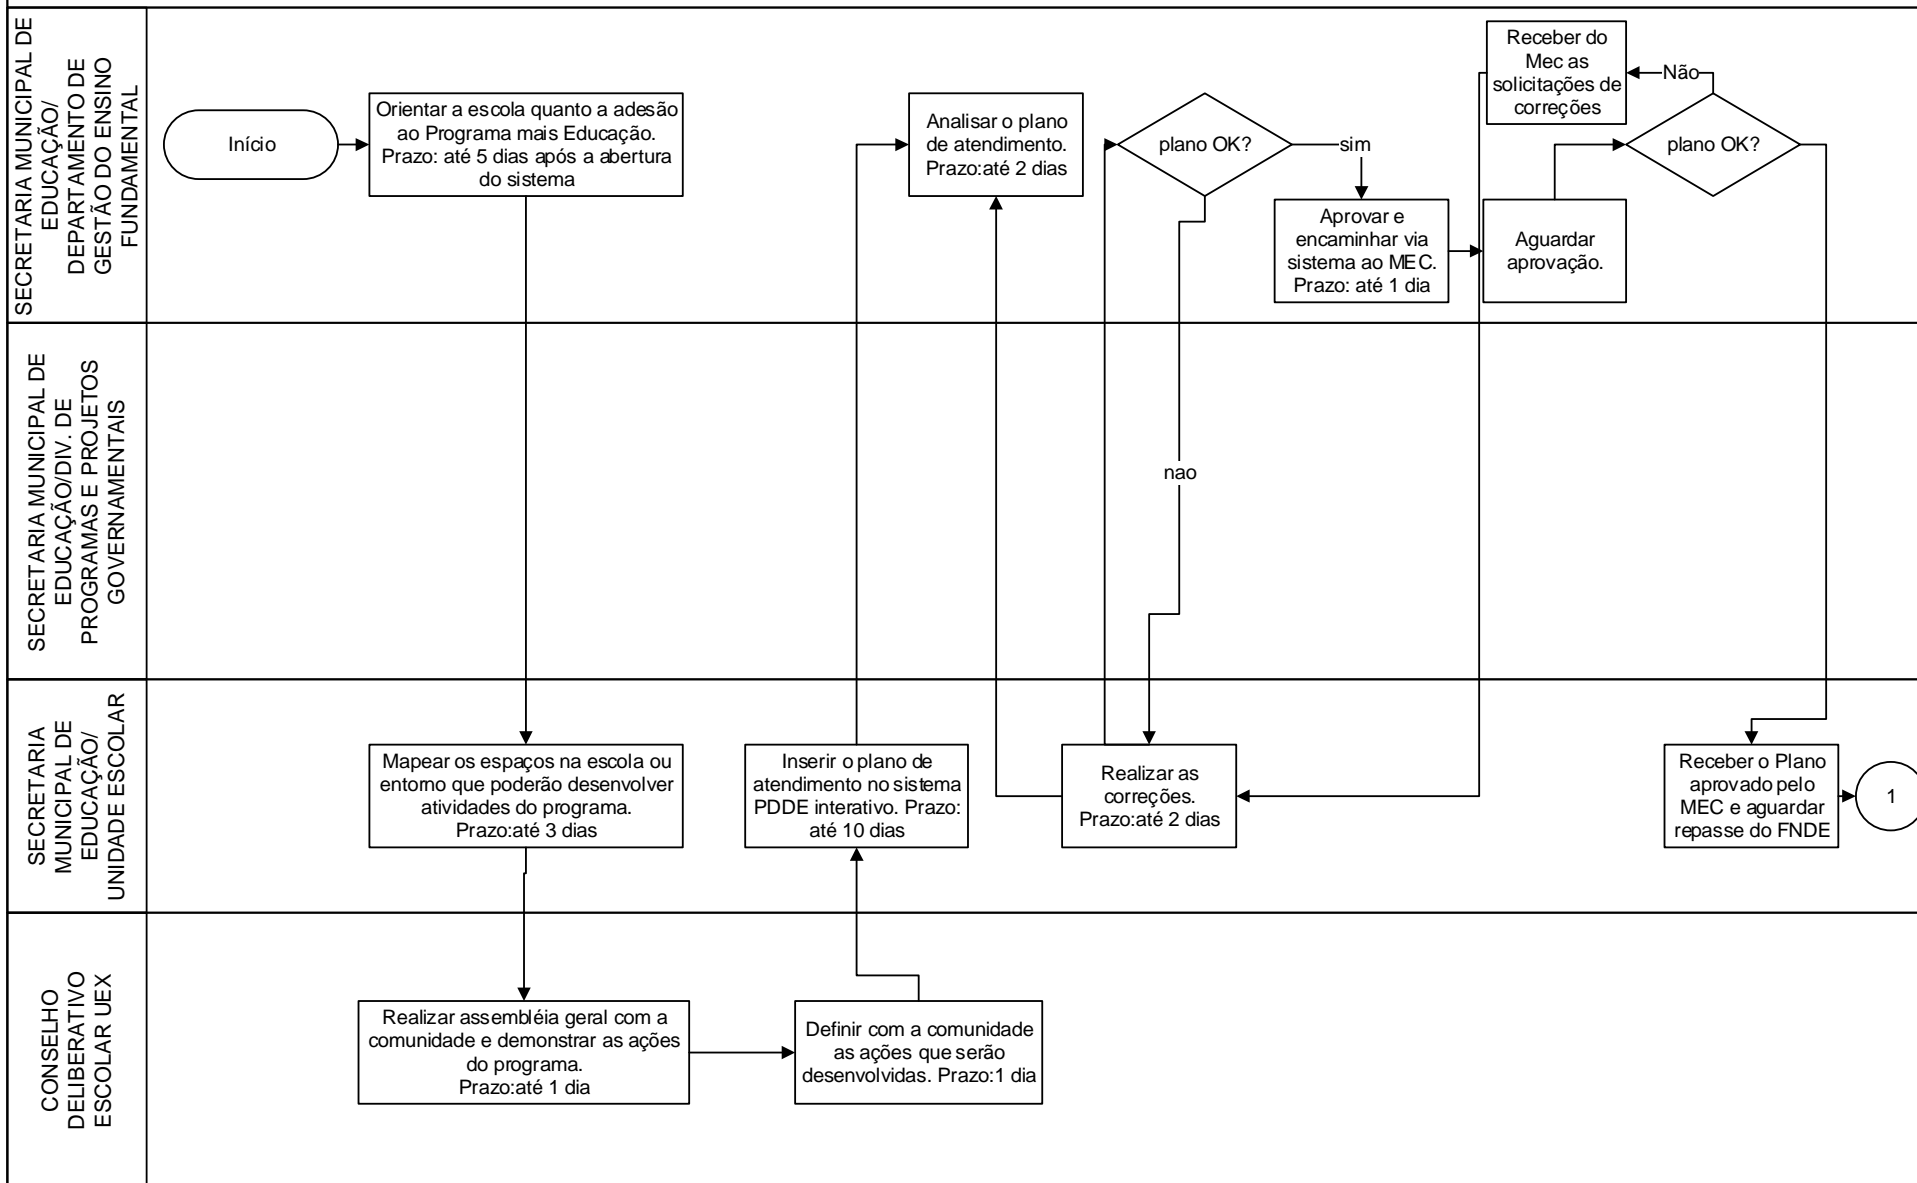 SECRETARIA MUNICIPAL DE
EDUCAÇÃO/
DEPARTAMENTO DE
GESTÃO DO ENSINO
FUNDAMENTAL
Início
Orientar a escola quanto a adesão
ao Programa mais Educação.
Prazo: até 5 dias após a abertura
do sistema
Analisar o plano
de atendimento.
Prazo:até 2 dias
plano OK?
sim
Aprovar e
encaminhar via
sistema ao MEC.
Prazo: até 1 dia
Receber do
Mec as
solicitações de
correções
Não
Aguardar
aprovação.
plano OK?
SECRETARIA MUNICIPAL DE
EDUCAÇÃO/DIV. DE
PROGRAMAS E PROJETOS
GOVERNAMENTAIS
nao
SECRETARIA
MUNICIPAL DE
EDUCAÇÃO/
UNIDADE ESCOLAR
Mapear os espaços na escola ou
entorno que poderão desenvolver
atividades do programa.
Prazo:até 3 dias
Inserir o plano de
atendimento no sistema
PDDE interativo. Prazo:
até 10 dias
Realizar as
correções.
Prazo:até 2 dias
Receber o Plano
aprovado pelo
MEC e aguardar
repasse do FNDE
1
CONSELHO
DELIBERATIVO
ESCOLAR UEX
Realizar assembléia geral com a
comunidade e demonstrar as ações
do programa.
Prazo:até 1 dia
Definir com a comunidade
as ações que serão
desenvolvidas. Prazo:1 dia